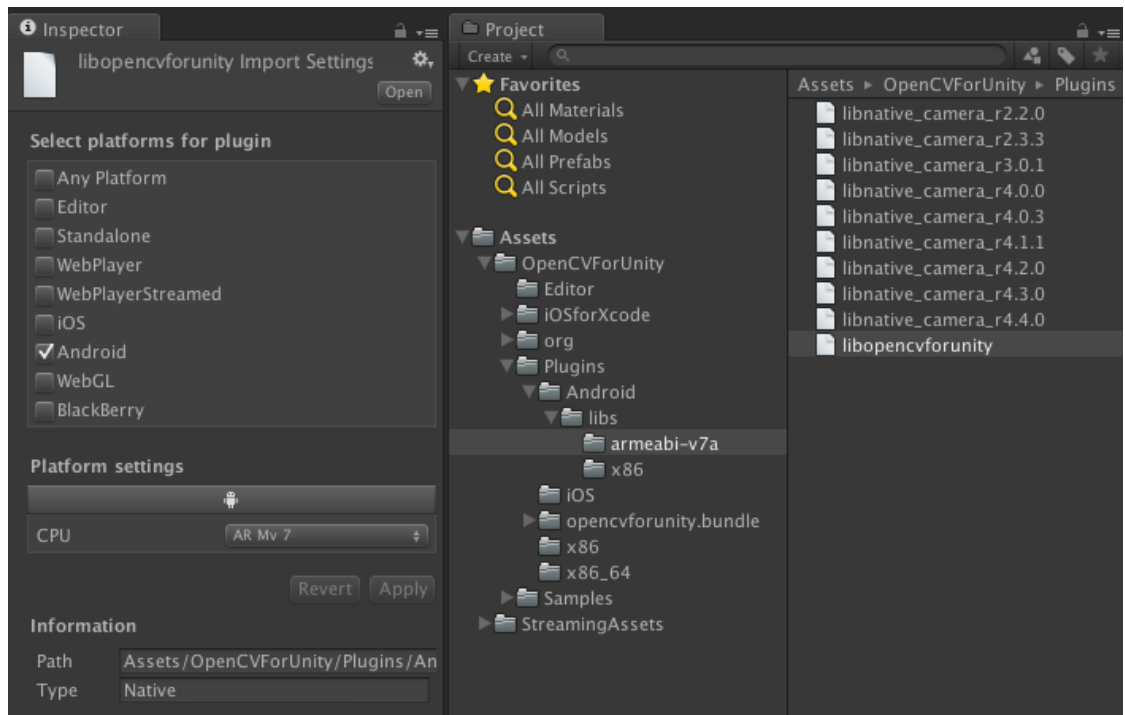 Inspector
libopencvforunity Import Settings
Open
Select platforms for plugin
Any Platform
Editor
Standalone
WebPlayer
WebPlayerStreamed
iOS
Android
WebGL
BlackBerry
Platform settings
CPU
AR Mv 7
Revert
Apply
Information
Path
Assets/OpenCVForUnity/Plugins/An
Type
Native
Project
Create
Favorites
All Materials
All Models
All Prefabs
All Scripts
Assets
OpenCVForUnity
Editor
iOSforXcode
org
Plugins
Android
libs
armeabi-v7a
x86
iOS
opencvforunity.bundle
x86
x86_64
Samples
StreamingAssets
Assets ▸ OpenCVForUnity ▸ Plugins
libnative_camera_r2.2.0
libnative_camera_r2.3.3
libnative_camera_r3.0.1
libnative_camera_r4.0.0
libnative_camera_r4.0.3
libnative_camera_r4.1.1
libnative_camera_r4.2.0
libnative_camera_r4.3.0
libnative_camera_r4.4.0
libopencvforunity